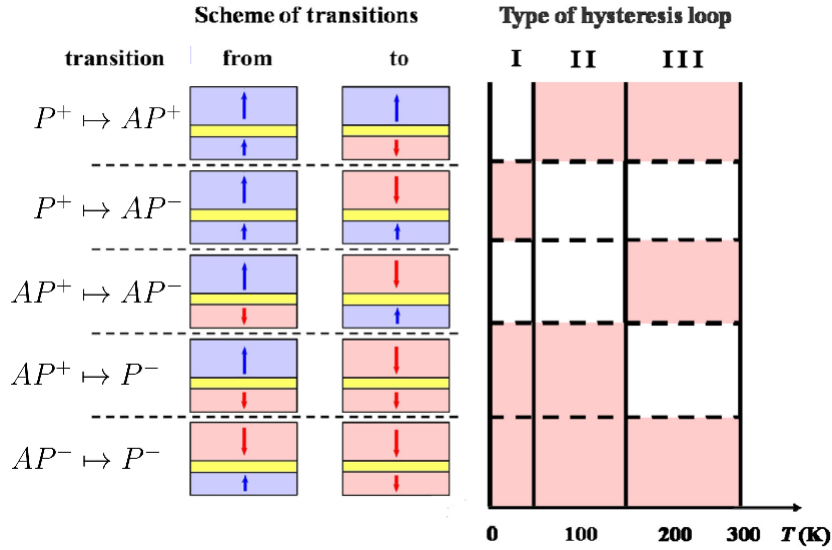 Scheme of transitions Type of hysteresis loop
transition from to I II III
P⁺ ↦ AP⁺
P⁺ ↦ AP⁻
AP⁺ ↦ AP⁻
AP⁺ ↦ P⁻
AP⁻ ↦ P⁻
0 100 200 300 T (K)